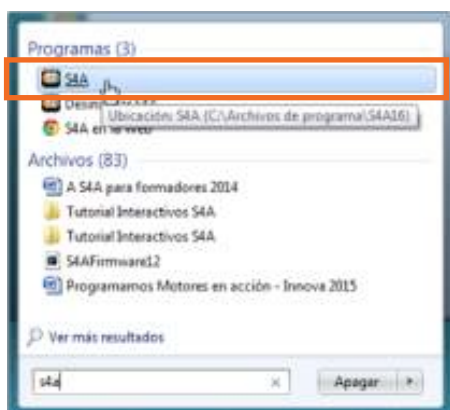 Programas (3)
S4A
Ubicación: S4A (C:\Archivos de programa\S4A16)
S4A en la Web
Archivos (83)
A S4A para formadores 2014
Tutorial Interactivos S4A
Tutorial Interactivos S4A
S4AFirmware12
Programamos Motores en acción - Innova 2015
Ver más resultados
s4a
Apagar